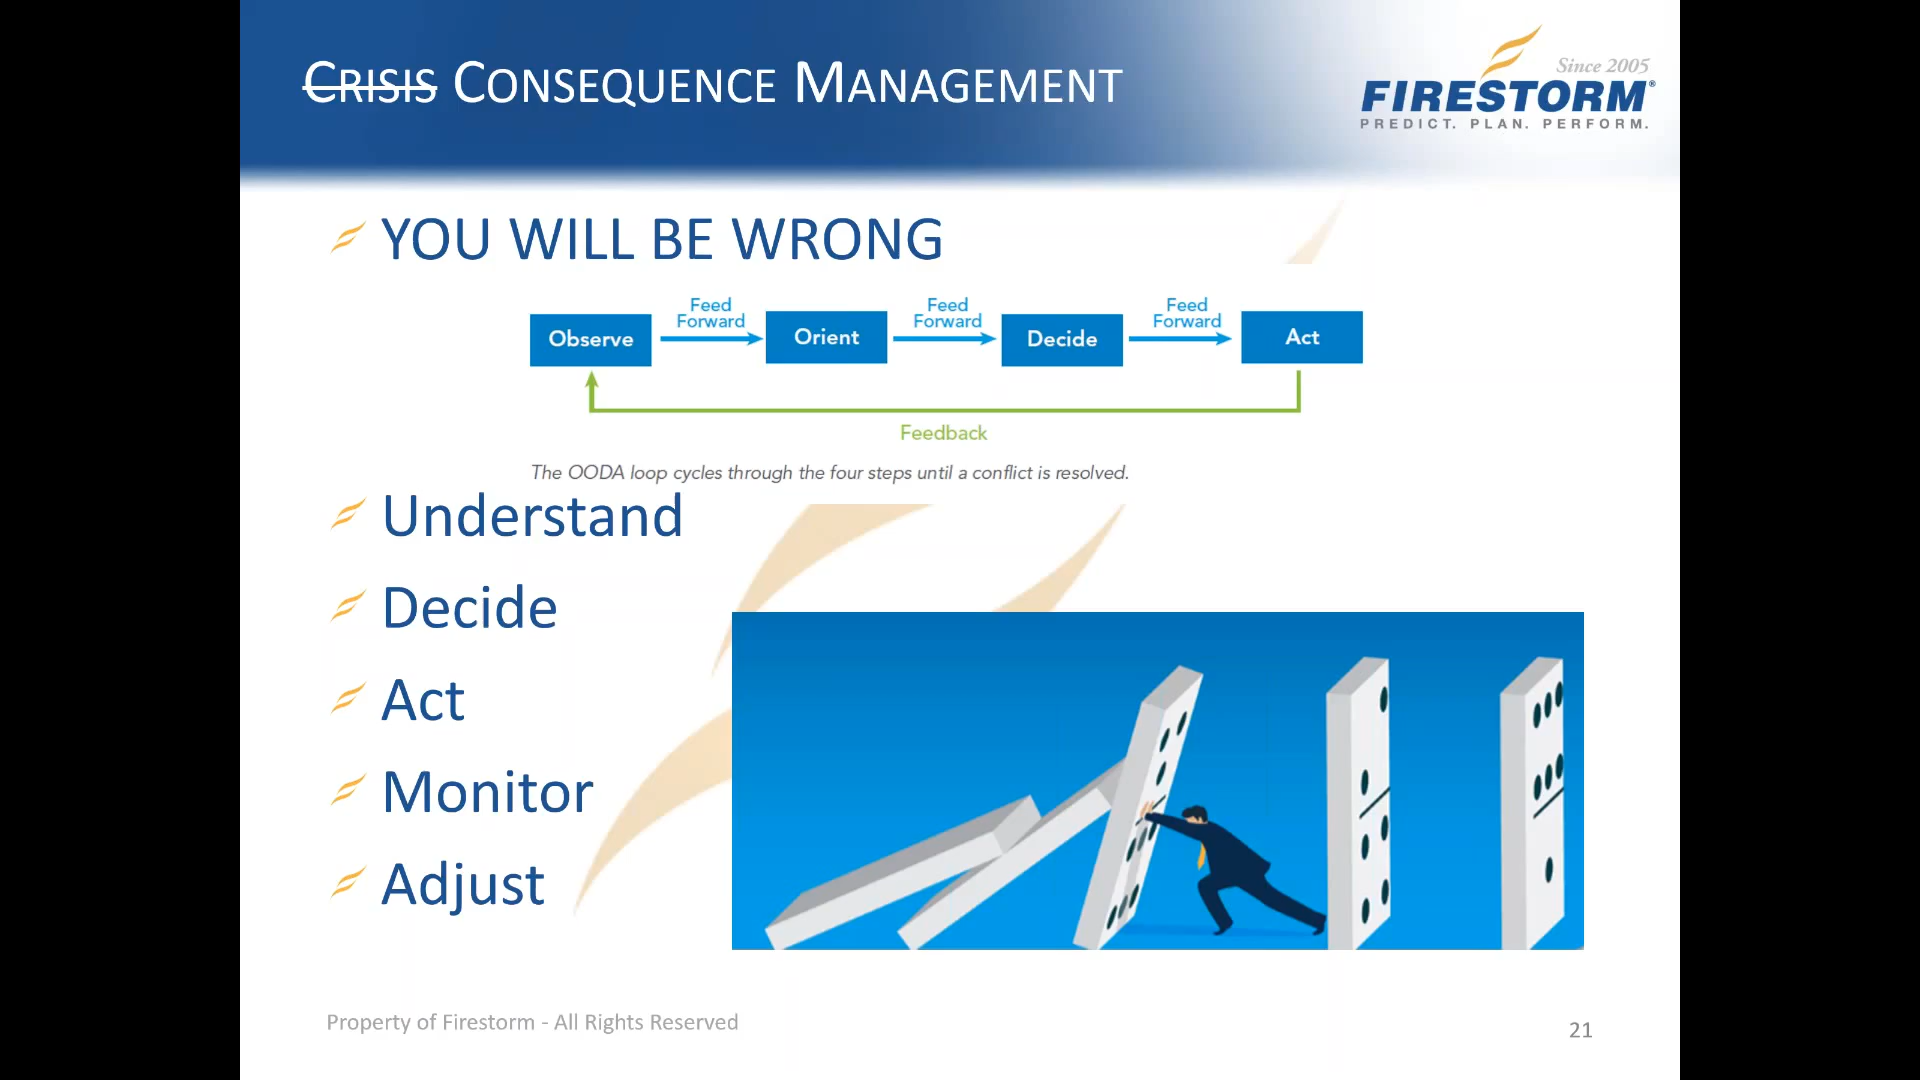 CRISIS CONSEQUENCE MANAGEMENT
Since 2005
FIRESTORM®
PREDICT. PLAN. PERFORM.
YOU WILL BE WRONG
Observe
Feed
Forward
Orient
Feed
Forward
Decide
Feed
Forward
Act
Feedback
The OODA loop cycles through the four steps until a conflict is resolved.
Understand
Decide
Act
Monitor
Adjust
Property of Firestorm - All Rights Reserved
21